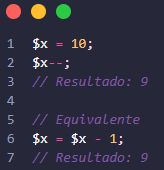 1 $x = 10;
2 $x--;
3 // Resultado: 9
4
5 // Equivalente
6 $x = $x - 1;
7 // Resultado: 9